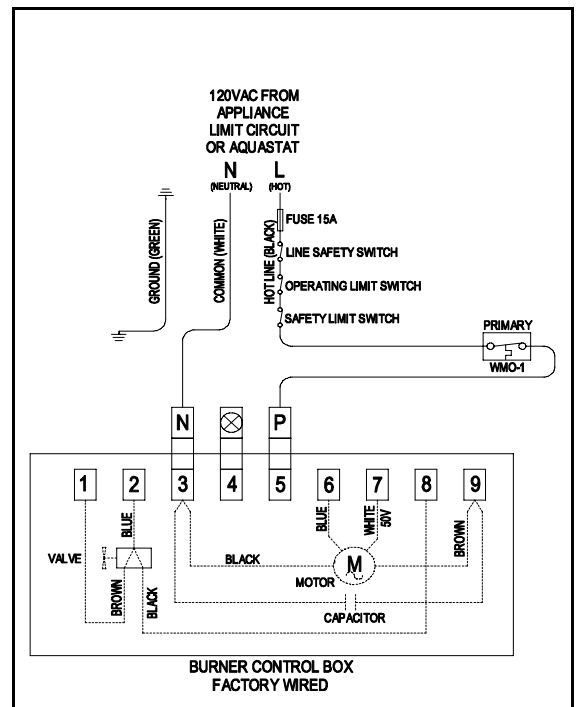 120VAC FROM
APPLIANCE
LIMIT CIRCUIT
OR AQUASTAT
N L
(NEUTRAL) (HOT)
GROUND (GREEN)
COMMON (WHITE)
HOT LINE (BLACK)
FUSE 15A
LINE SAFETY SWITCH
OPERATING LIMIT SWITCH
SAFETY LIMIT SWITCH
PRIMARY
WMO-1
N P
1 2 3 4 5 6 7 8 9
BLUE
BLUE
WHITE
50V
BROWN
VALVE
BLACK
M
MOTOR
BROWN
BLACK
CAPACITOR
BURNER CONTROL BOX
FACTORY WIRED